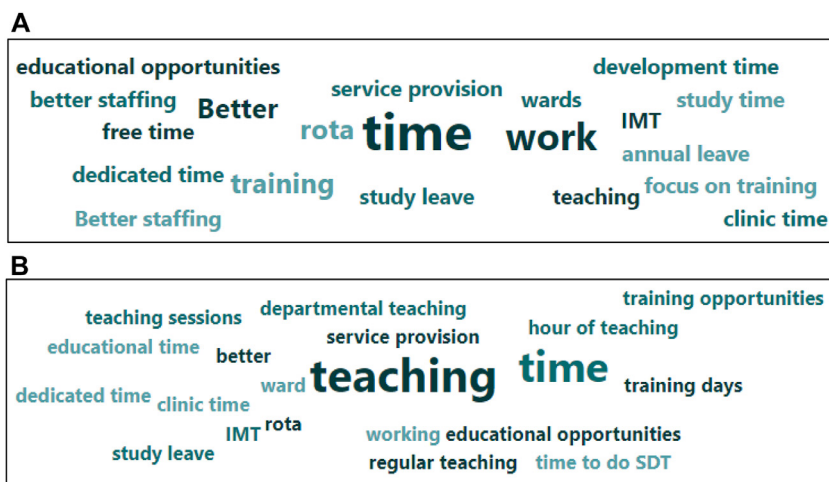 A
educational opportunities
development time
better staffing
Better
service provision
wards
study time
free time
rota
time
work
IMT
annual leave
dedicated time
training
study leave
teaching
focus on training
Better staffing
clinic time
B
training opportunities
teaching sessions
departmental teaching
hour of teaching
educational time
better
service provision
teaching
time
training days
dedicated time
clinic time
ward
IMT
rota
working
educational opportunities
study leave
regular teaching
time to do SDT